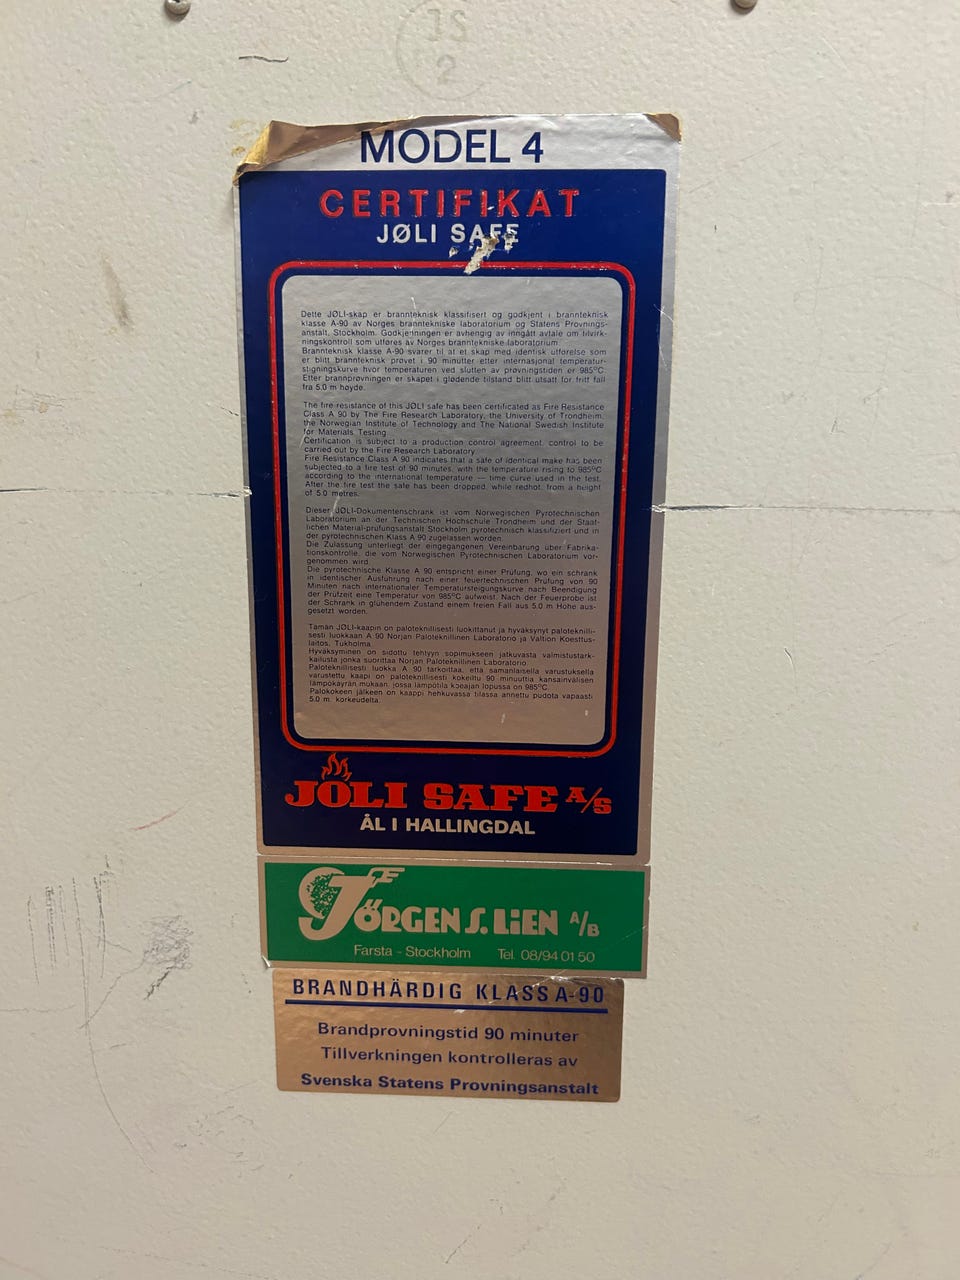 JS
2
MODEL 4
CERTIFIKAT
JØLI SAFE
Dette JØLI-skap er brannteknisk klassifisert og godkjent i brannteknisk
klasse A-90 av Norges branntekniske laboratorium og Statens Provnings-
anstalt, Stockholm. Godkjenningen er avhengig av inngått avtale om tilvirk-
ningskontroll som utføres av Norges branntekniske laboratorium.
Brannteknisk klasse A-90 svarer til at et skap med identisk utførelse som
er blitt brannteknisk prøvet i 90 minutter etter internasjonal temperatur-
stigningskurve hvor temperaturen ved slutten av prøvningstiden er 985°C.
Etter brannprøvningen er skapet i glødende tilstand blitt utsatt for fritt fall
fra 5.0 m høyde.
The fire resistance of this JØLI safe has been certificated as Fire Resistance
Class A 90 by The Fire Research Laboratory, the University of Trondheim,
the Norwegian Institute of Technology and The National Swedish Institute
for Materials Testing
Certification is subject to a production control agreement, control to be
carried out by the Fire Research Laboratory
Fire Resistance Class A 90 indicates that a safe of identical make has been
subjected to a fire test of 90 minutes, with the temperature rising to 985°C
according to the international temperature — time curve used in the test.
After the fire test the safe has been dropped, while redhot, from a height
of 5.0 metres.
Dieser JØLI-Dokumentenschrank ist vom Norwegischen Pyrotechnischen
Laboratorium an der Technischen Hochschule Trondheim und der Staat-
lichen Material-prüfungsanstalt Stockholm pyrotechnisch klassifiziert und in
der pyrotechnischen Klass A 90 zugelassen worden.
Die Zulassung unterliegt der eingegangenen Vereinbarung über Fabrika-
tionskontrolle, die vom Norwegischen Pyrotechnischen Laboratorium vor-
genommen wird.
Die pyrotechnische Klasse A 90 entspricht einer Prüfung, wo ein schrank
in identischer Ausführung nach einer feuertechnischen Prüfung von 90
Minuten nach internationaler Temperatursteigungskurve nach Beendigung
der Prüfzeit eine Temperatur von 985°C aufweist. Nach der Feuerprobe ist
der Schrank in glühendem Zustand einem freien Fall aus 5.0 m Höhe aus-
gesetzt worden.
Tämän JØLI-kaapin on paloteknillisesti luokittanut ja hyväksynyt paloteknilli-
sesti luokkaan A 90 Norjan Paloteknillinen Laboratorio ja Valtion Koesttus-
laitos, Tukholma.
Hyväksyminen on sidottu tehtyyn sopimukseen jatkuvasta valmistustark-
kailusta jonka suorittaa Norjan Paloteknillinen Laboratorio.
Paloteknillisesti luokka A 90 tarkoittaa, että samanlaisella varustuksella
varustettu kaapi on paloteknillisesti kokeiltu 90 minuuttia kansainvälisen
lämpökäyrän mukaan, jossa lämpötila koeajan lopussa on 985°C.
Palokokeen jälkeen on kaappi hehkuvassa tilassa annettu pudota vapaasti
5.0 m. korkeudelta.
JØLI SAFE A/S
ÅL I HALLINGDAL
JÖRGEN S. LIEN A/B
Farsta - Stockholm Tel. 08/94 01 50
BRANDHÄRDIG KLASS A-90
Brandprovningstid 90 minuter
Tillverkningen kontrolleras av
Svenska Statens Provningsanstalt